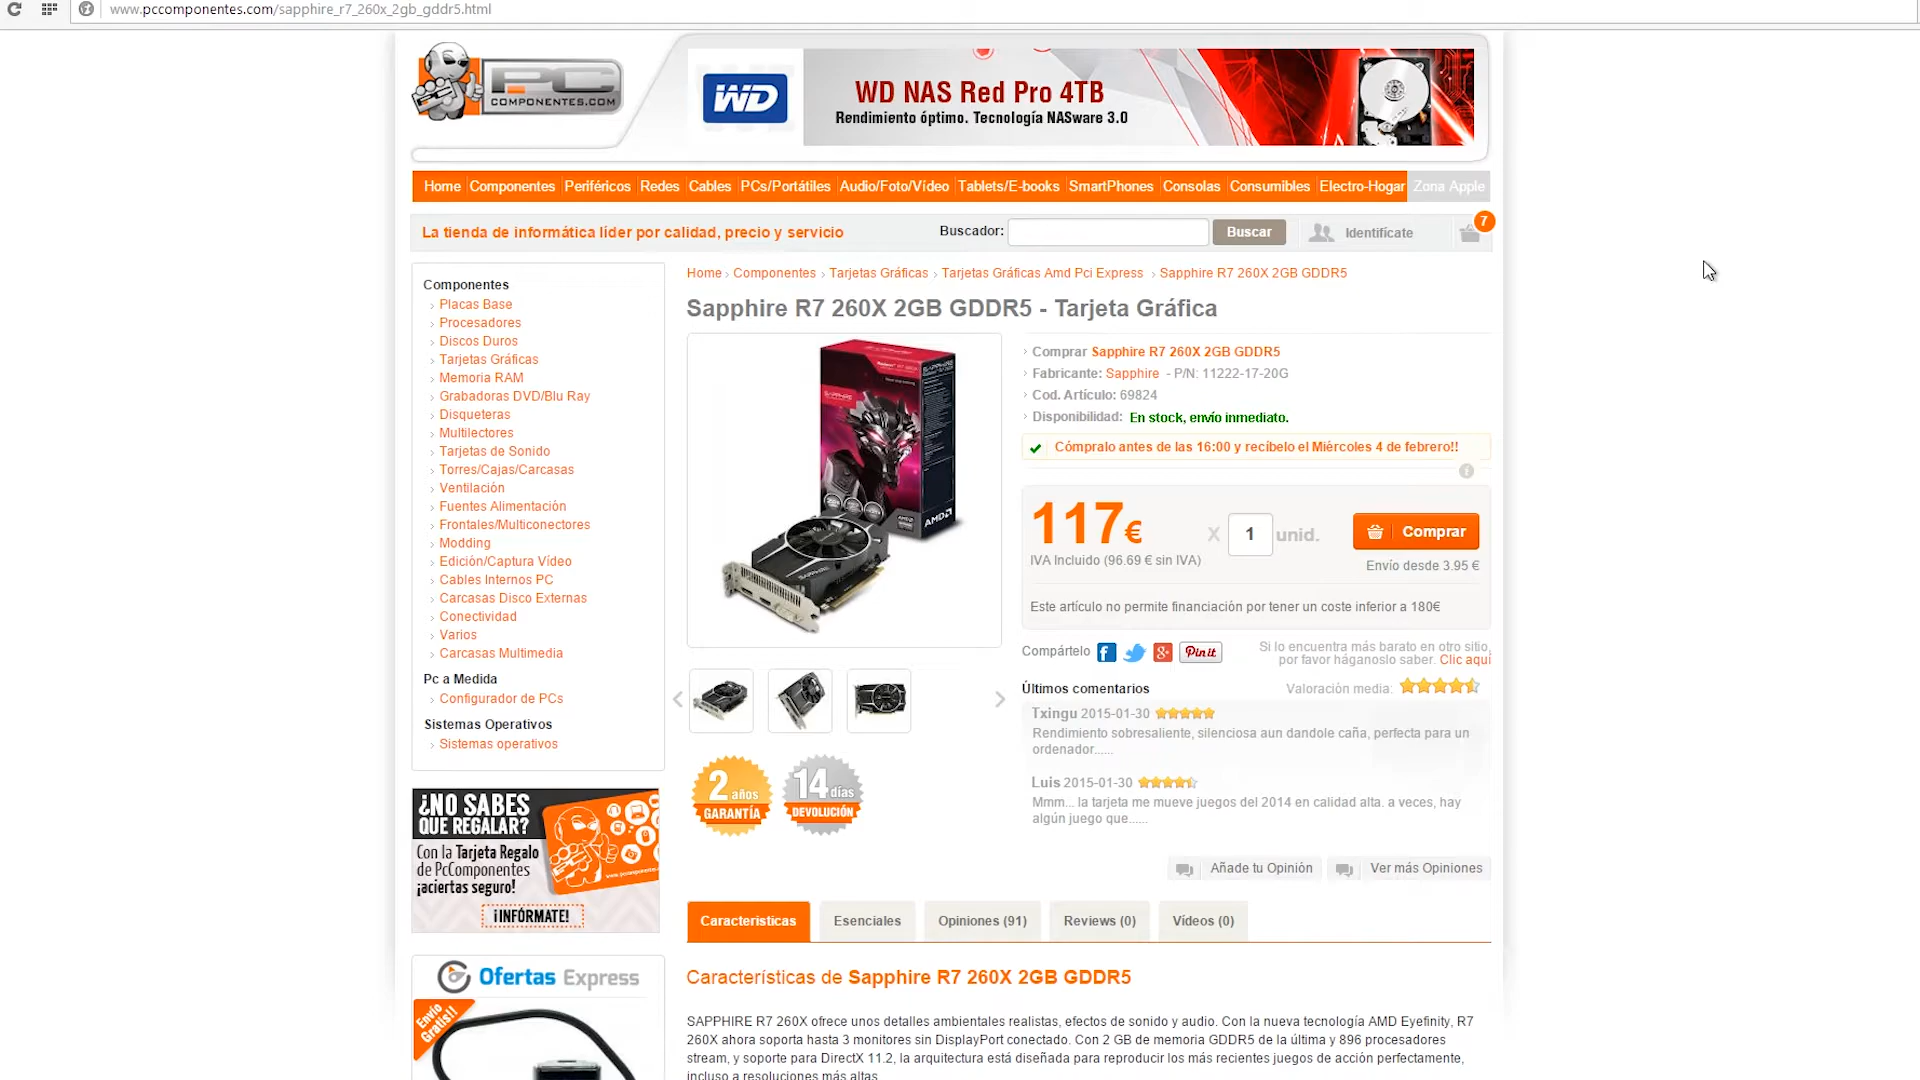 www.pccomponentes.com/sapphire_r7_260x_2gb_gddr5.html
PC
COMPONENTES.COM
WD
WD NAS Red Pro 4TB
Rendimiento óptimo. Tecnología NASware 3.0
Home Componentes Periféricos Redes Cables PCs/Portátiles Audio/Foto/Vídeo Tablets/E-books SmartPhones Consolas Consumibles Electro-Hogar Zona Apple
La tienda de informática líder por calidad, precio y servicio
Buscador:
Buscar
Identifícate
7
Componentes
Placas Base
Procesadores
Discos Duros
Tarjetas Gráficas
Memoria RAM
Grabadoras DVD/Blu Ray
Disqueteras
Multilectores
Tarjetas de Sonido
Torres/Cajas/Carcasas
Ventilación
Fuentes Alimentación
Frontales/Multiconectores
Modding
Edición/Captura Vídeo
Cables Internos PC
Carcasas Disco Externas
Conectividad
Varios
Carcasas Multimedia
Pc a Medida
Configurador de PCs
Sistemas Operativos
Sistemas operativos
¿NO SABES
QUE REGALAR?
Con la Tarjeta Regalo
de PcComponentes
¡aciertas seguro!
¡INFÓRMATE!
Ofertas Express
Envío
Gratis!!
Home › Componentes › Tarjetas Gráficas › Tarjetas Gráficas Amd Pci Express › Sapphire R7 260X 2GB GDDR5
Sapphire R7 260X 2GB GDDR5 - Tarjeta Gráfica
SAPPHIRE
AMD
SAPPHIRE
2 años
GARANTÍA
14 días
DEVOLUCIÓN
Comprar Sapphire R7 260X 2GB GDDR5
Fabricante: Sapphire - P/N: 11222-17-20G
Cod. Artículo: 69824
Disponibilidad: En stock, envío inmediato.
Cómpralo antes de las 16:00 y recíbelo el Miércoles 4 de febrero!!
117€
X 1 unid.
Comprar
IVA Incluido (96.69 € sin IVA)
Envío desde 3.95 €
Este artículo no permite financiación por tener un coste inferior a 180€
Compártelo
Pin it
Si lo encuentra más barato en otro sitio,
por favor háganoslo saber. Clic aquí
Últimos comentarios
Valoración media:
Txingu 2015-01-30
Rendimiento sobresaliente, silenciosa aun dandole caña, perfecta para un
ordenador......
Luis 2015-01-30
Mmm... la tarjeta me mueve juegos del 2014 en calidad alta. a veces, hay
algún juego que......
Añade tu Opinión
Ver más Opiniones
Características
Esenciales
Opiniones (91)
Reviews (0)
Vídeos (0)
Características de Sapphire R7 260X 2GB GDDR5
SAPPHIRE R7 260X ofrece unos detalles ambientales realistas, efectos de sonido y audio. Con la nueva tecnología AMD Eyefinity, R7
260X ahora soporta hasta 3 monitores sin DisplayPort conectado. Con 2 GB de memoria GDDR5 de la última y 896 procesadores
stream, y soporte para DirectX 11.2, la arquitectura está diseñada para reproducir los más recientes juegos de acción perfectamente,
incluso a resoluciones más altas